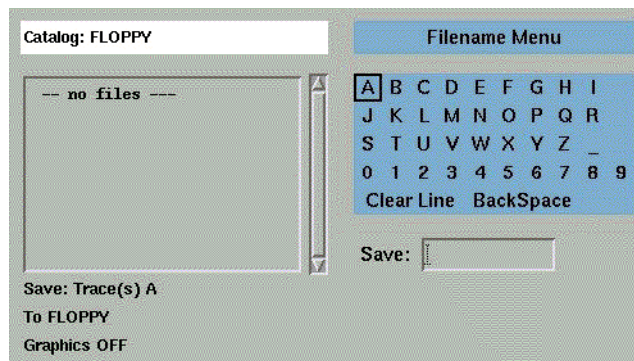 Catalog: FLOPPY
-- no files ---
Save: Trace(s) A
To FLOPPY
Graphics OFF
Filename Menu
A B C D E F G H I
J K L M N O P Q R
S T U V W X Y Z _
0 1 2 3 4 5 6 7 8 9
Clear Line BackSpace
Save: